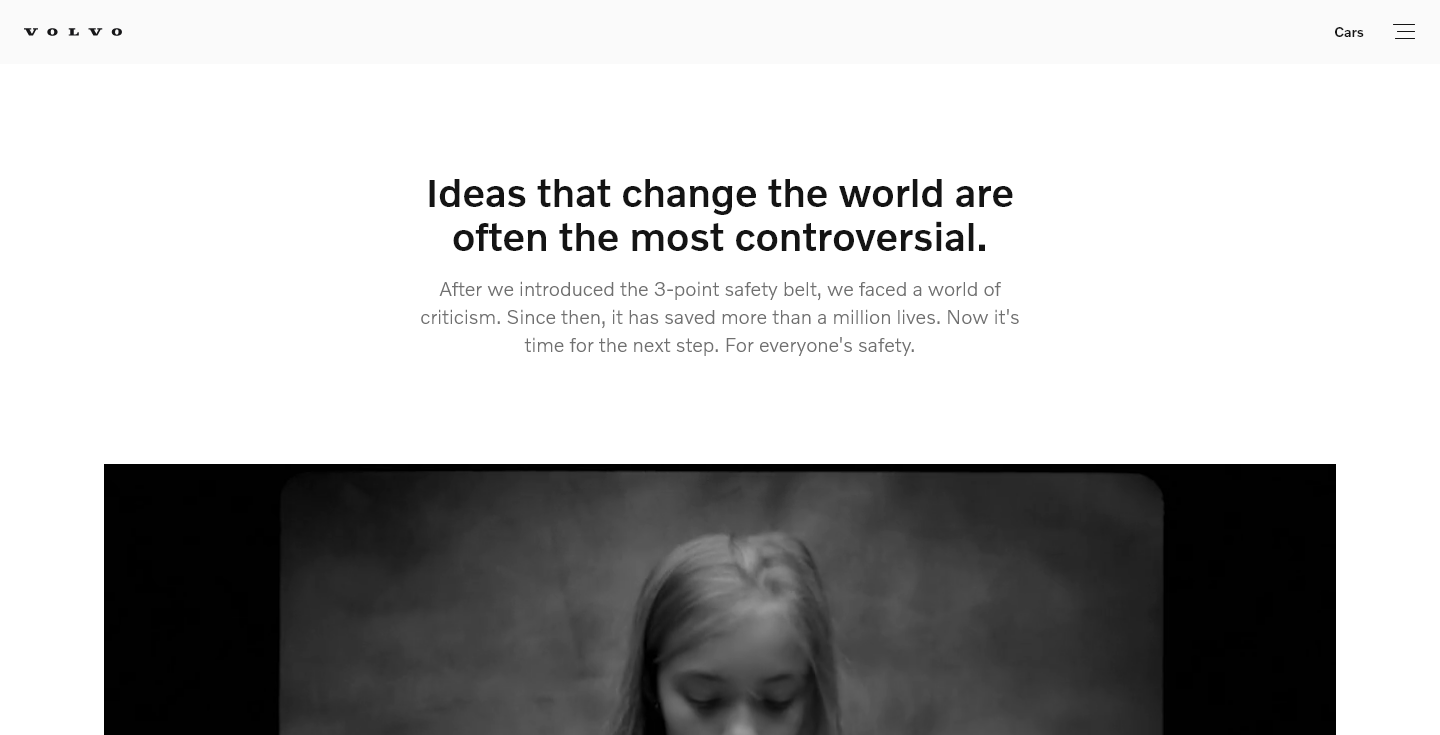 VOLVO
Cars
Ideas that change the world are
often the most controversial.
After we introduced the 3-point safety belt, we faced a world of
criticism. Since then, it has saved more than a million lives. Now it's
time for the next step. For everyone's safety.